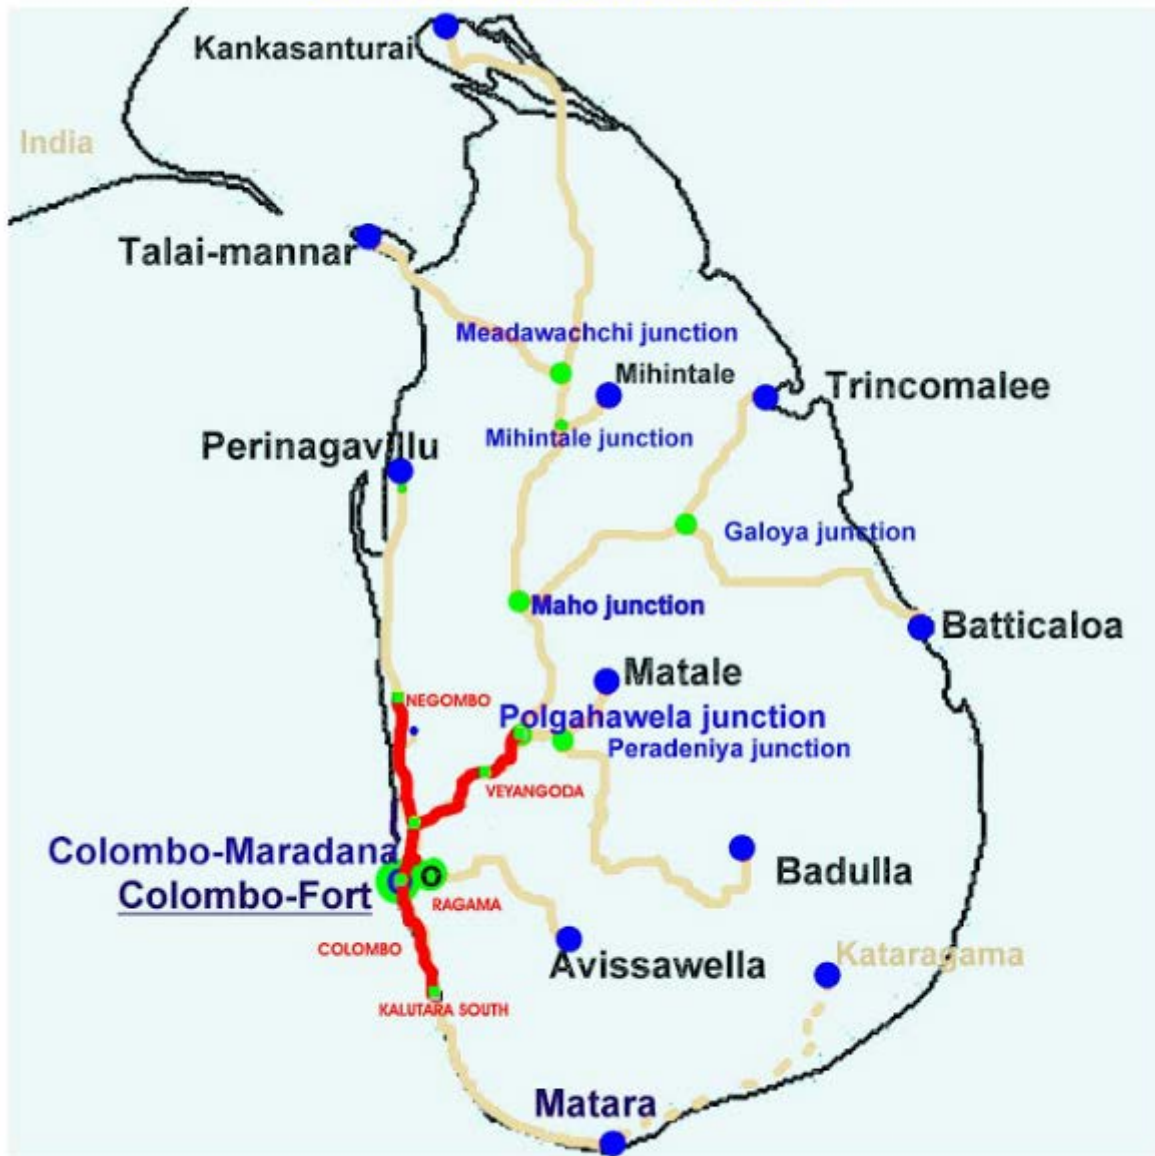 Kankasanturai
India
Talai-mannar
Meadawachchi junction
Mihintale
Trincomalee
Perinagavillu
Mihintale junction
Galoya junction
Maho junction
Batticaloa
Matale
NEGOMBO
Polgahawela junction
Peradeniya junction
VEYANGODA
Colombo-Maradana
Colombo-Fort
O
RAGAMA
Badulla
COLOMBO
Avissawella
Kataragama
KALUTARA SOUTH
Matara